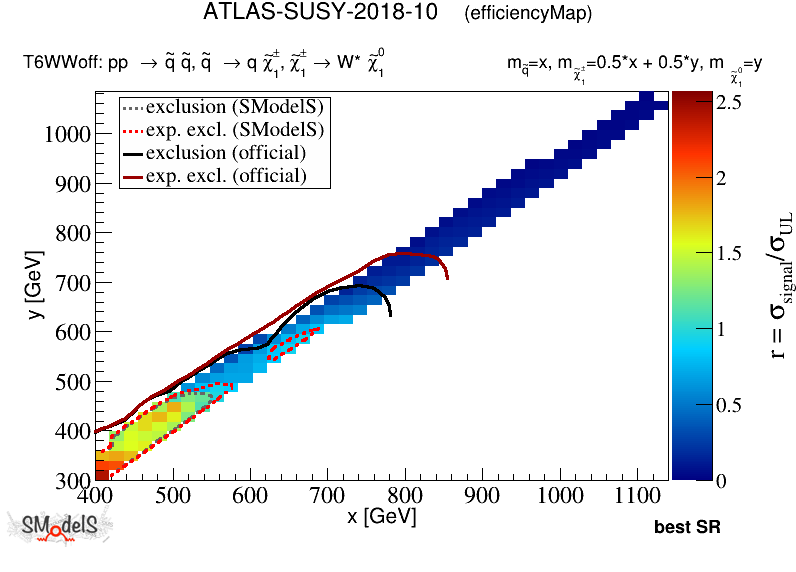 ATLAS-SUSY-2018-10 (efficiencyMap)
T6WWoff: pp → q̃ q̃, q̃ → q χ̃₁±, χ̃₁± → W* χ̃₁⁰
m_q̃=x, m_χ̃₁±=0.5*x + 0.5*y, m_χ̃₁⁰=y
exclusion (SModelS)
exp. excl. (SModelS)
exclusion (official)
exp. excl. (official)
1000
900
800
700
600
500
400
300
y [GeV]
400 500 600 700 800 900 1000 1100
x [GeV]
2.5
2
1.5
1
0.5
0
r = σ_signal/σ_UL
SModelS
best SR